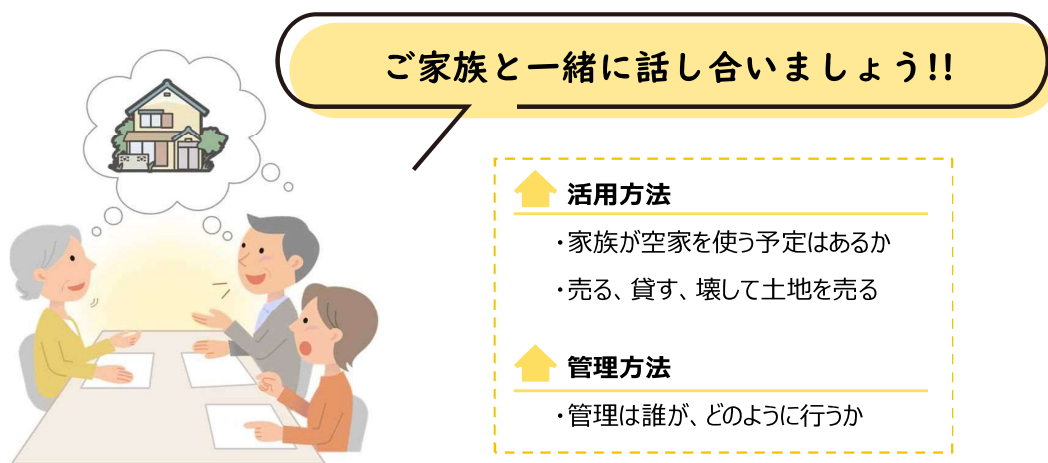 ご家族と一緒に話し合いましょう!!
活用方法
・家族が空家を使う予定はあるか
・売る、貸す、壊して土地を売る
管理方法
・管理は誰が、どのように行うか